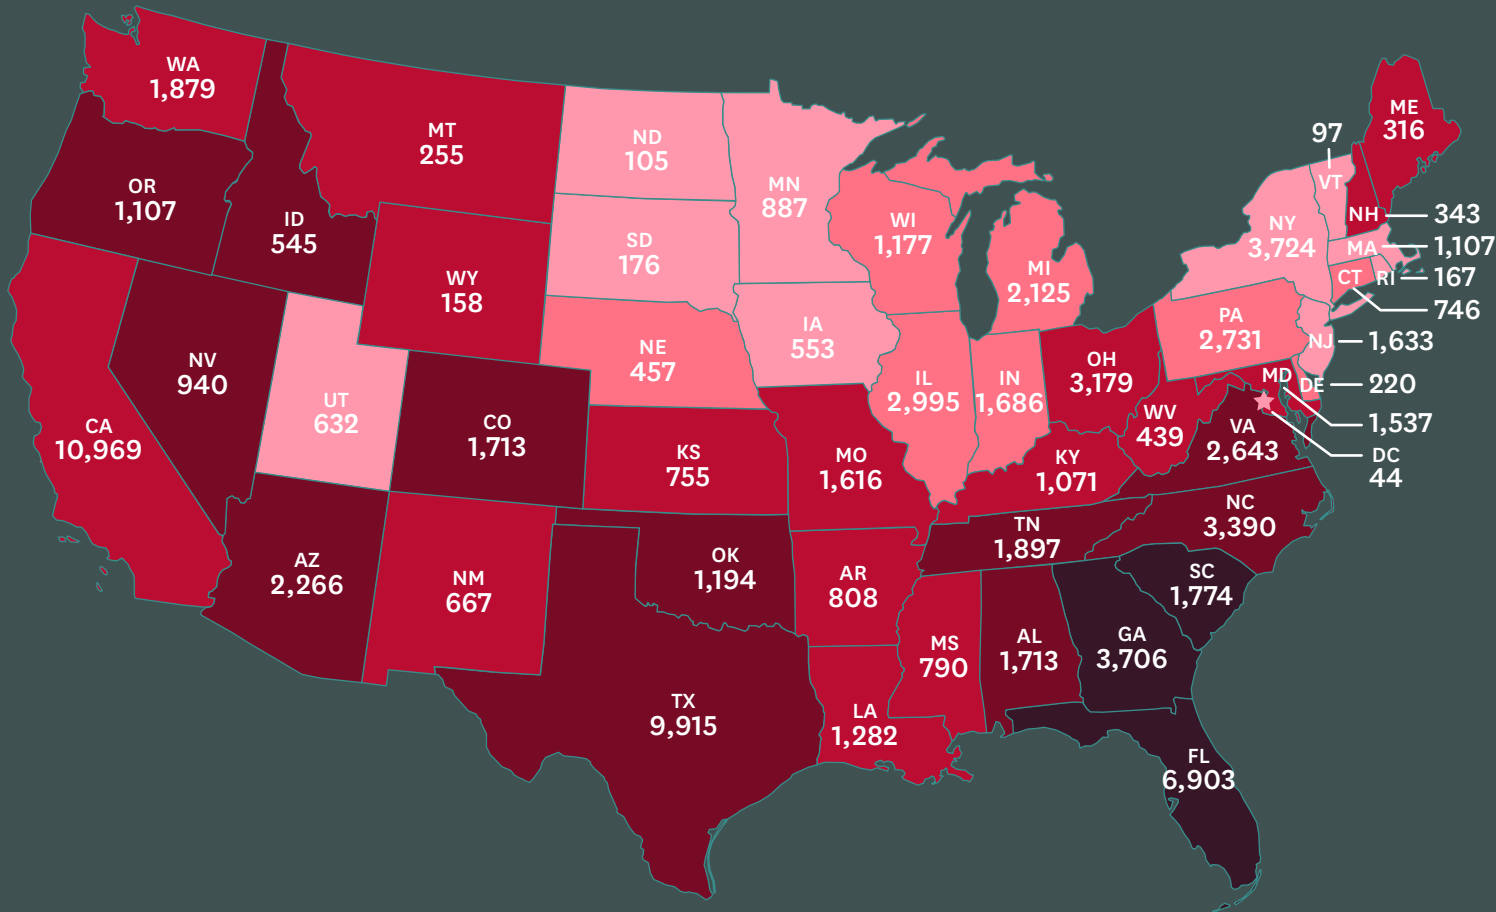 WA
1,879
OR
1,107
ID
545
MT
255
ND
105
MN
887
SD
176
WY
158
WI
1,177
MI
2,125
ME
316
97
VT
NH
343
NY
3,724
MA
1,107
CT
RI
167
746
PA
2,731
NJ
1,633
MD
DE
220
1,537
DC
44
CA
10,969
NV
940
UT
632
CO
1,713
NE
457
IA
553
IL
2,995
IN
1,686
OH
3,179
WV
439
VA
2,643
KS
755
MO
1,616
KY
1,071
NC
3,390
TN
1,897
AZ
2,266
NM
667
OK
1,194
AR
808
SC
1,774
MS
790
AL
1,713
GA
3,706
TX
9,915
LA
1,282
FL
6,903